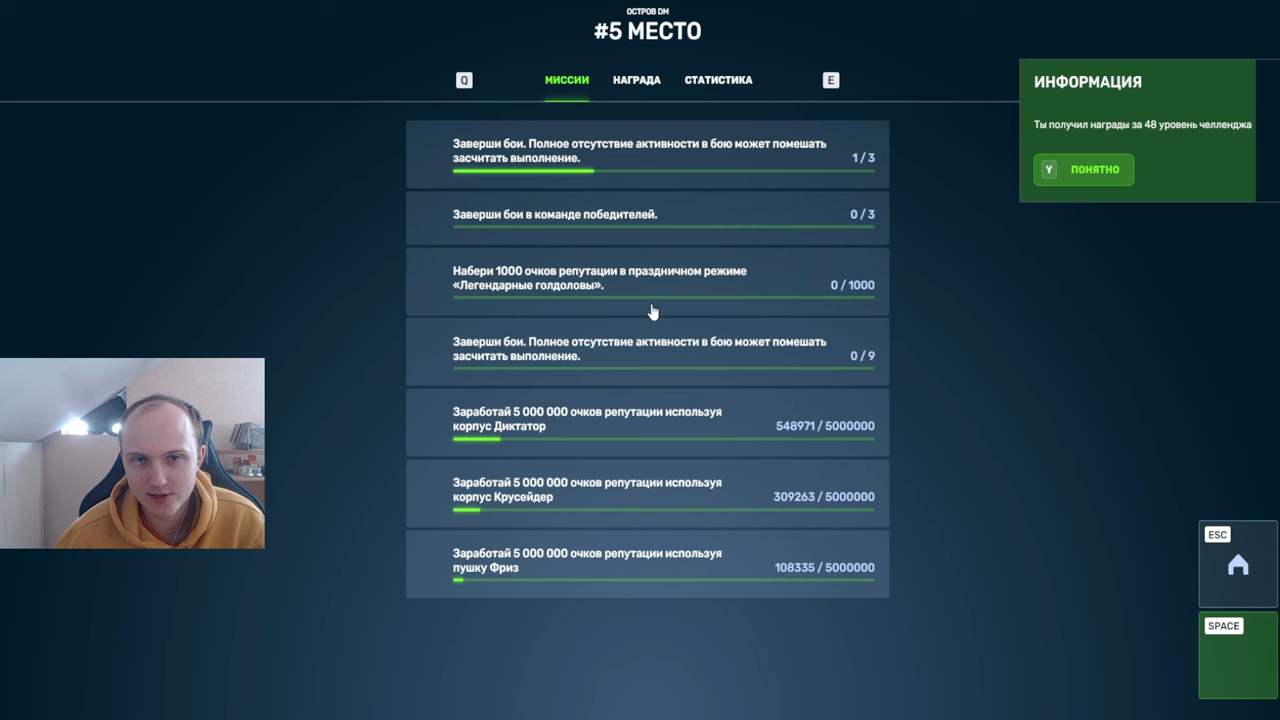 ОСТРОВ DM
#5 МЕСТО
Q
МИССИИ
НАГРАДА
СТАТИСТИКА
E
ИНФОРМАЦИЯ
Ты получил награды за 48 уровень челленджа
Y ПОНЯТНО
Заверши бои. Полное отсутствие активности в бою может помешать
засчитать выполнение.
1 / 3
Заверши бои в команде победителей.
0 / 3
Набери 1000 очков репутации в праздничном режиме
«Легендарные голдоловы».
0 / 1000
Заверши бои. Полное отсутствие активности в бою может помешать
засчитать выполнение.
0 / 9
Заработай 5 000 000 очков репутации используя
корпус Диктатор
548971 / 5000000
Заработай 5 000 000 очков репутации используя
корпус Крусейдер
309263 / 5000000
Заработай 5 000 000 очков репутации используя
пушку Фриз
108335 / 5000000
ESC
SPACE